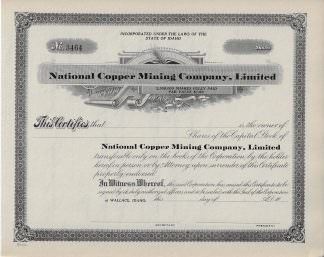 INCORPORATED UNDER THE LAWS OF THE
STATE OF IDAHO
No. 3464
Shares
National Copper Mining Company, Limited
SHARES FULLY PAID
PAR VALUE
This Certifies that is the owner of
Shares of the Capital Stock of
National Copper Mining Company, Limited
transferable only on the books of the Corporation by the holder
hereof in person or by Attorney upon surrender of this Certificate
properly endorsed.
In Witness Whereof, the said Corporation has caused this Certificate to be
signed by its duly authorized officers and to be sealed with the Seal of the Corporation
at WALLACE, IDAHO, this day of A.D. 19
SECRETARY
PRESIDENT